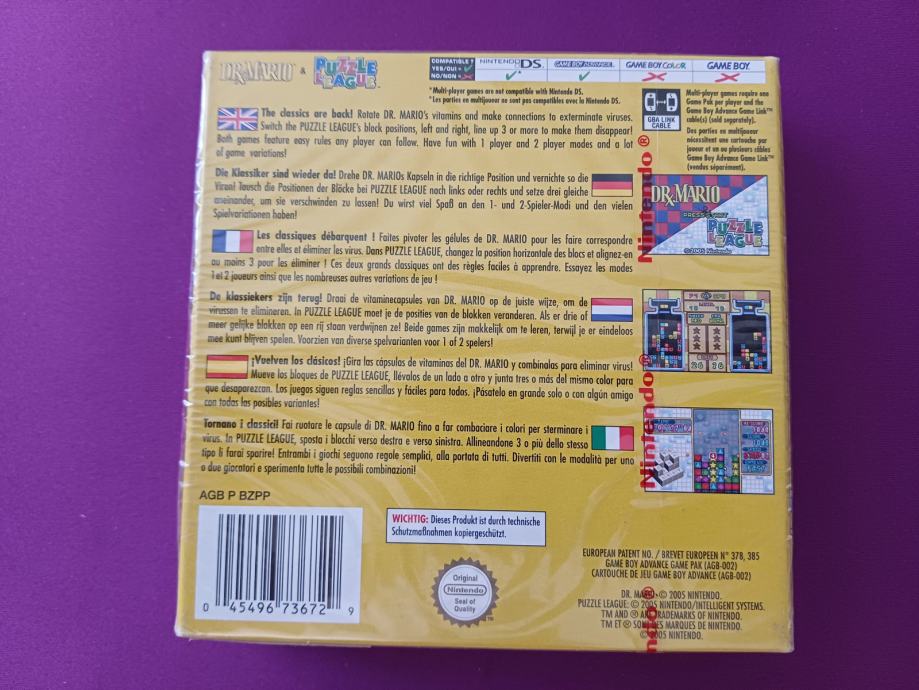 DR. MARIO & PUZZLE LEAGUE
COMPATIBLE?
YES/OUI = ✓
NO/NON = ✗
NINTENDO DS
GAME BOY ADVANCE
GAME BOY COLOR
GAME BOY
*Multi-player games are not compatible with Nintendo DS.
*Les parties en multijoueur ne sont pas compatibles avec la Nintendo DS.
GBA LINK
CABLE
Multi-player games require one
Game Pak per player and the
Game Boy Advance Game Link™
cable(s) (sold separately).
Des parties en multijoueur
nécessitent une cartouche par
joueur et un ou plusieurs câbles
Game Boy Advance Game Link™
(vendus séparément).
The classics are back! Rotate DR. MARIO's vitamins and make connections to exterminate viruses.
Switch the PUZZLE LEAGUE's block positions, left and right, line up 3 or more to make them disappear!
Both games feature easy rules any player can follow. Have fun with 1 player and 2 player modes and a lot
of game variations!
Die Klassiker sind wieder da! Drehe DR. MARIOs Kapseln in die richtige Position und vernichte so die
Viren! Tausch die Positionen der Blöcke bei PUZZLE LEAGUE nach links oder rechts und setze drei gleiche
aneinander, um sie verschwinden zu lassen! Du wirst viel Spaß an den 1- und 2-Spieler-Modi und den vielen
Spielvariationen haben!
Les classiques débarquent ! Faites pivoter les gélules de DR. MARIO pour les faire correspondre
entre elles et éliminer les virus. Dans PUZZLE LEAGUE, changez la position horizontale des blocs et alignez-en
au moins 3 pour les éliminer ! Ces deux grands classiques ont des règles faciles à apprendre. Essayez les modes
1 et 2 joueurs ainsi que les nombreuses autres variations de jeu !
De klassiekers zijn terug! Draai de vitaminecapsules van DR. MARIO op de juiste wijze, om de
virussen te elimineren. In PUZZLE LEAGUE moet je de posities van de blokken veranderen. Als er drie of
meer gelijke blokken op een rij staan verdwijnen ze! Beide games zijn makkelijk om te leren, terwijl je er eindeloos
mee kunt blijven spelen. Voorzien van diverse spelvarianten voor 1 of 2 spelers!
¡Vuelven los clásicos! ¡Gira las cápsulas de vitaminas del DR. MARIO y combínalas para eliminar virus!
Mueve los bloques de PUZZLE LEAGUE, llévalos de un lado a otro y junta tres o más del mismo color para
que desaparezcan. Los juegos siguen reglas sencillas y fáciles para todos. ¡Pásatelo en grande solo o con algún amigo
con todas las posibles variantes!
Tornano i classici! Fai ruotare le capsule di DR. MARIO fino a far combaciare i colori per sterminare i
virus. In PUZZLE LEAGUE, sposta i blocchi verso destra e verso sinistra. Allineandone 3 o più dello stesso
tipo li farai sparire! Entrambi i giochi seguono regole semplici, alla portata di tutti. Divertiti con le modalità per uno
o due giocatori e sperimenta tutte le possibili combinazioni!
DR. MARIO
PRESS START
PUZZLE LEAGUE
©2005 Nintendo
Nintendo®
Nintendo®
Nintendo®
ndo®
AGB P BZPP
0 45496 73672 9
WICHTIG: Dieses Produkt ist durch technische
Schutzmaßnahmen kopiergeschützt.
Original
Nintendo
Seal of
Quality
EUROPEAN PATENT NO. / BREVET EUROPEEN N° 378, 385
GAME BOY ADVANCE GAME PAK (AGB-002)
CARTOUCHE DE JEU GAME BOY ADVANCE (AGB-002)
DR. MARIO: © 2005 NINTENDO.
PUZZLE LEAGUE: © 2005 NINTENDO/INTELLIGENT SYSTEMS.
TM AND ® ARE TRADEMARKS OF NINTENDO.
TM ET ® SONT DES MARQUES DE NINTENDO.
© 2005 NINTENDO.